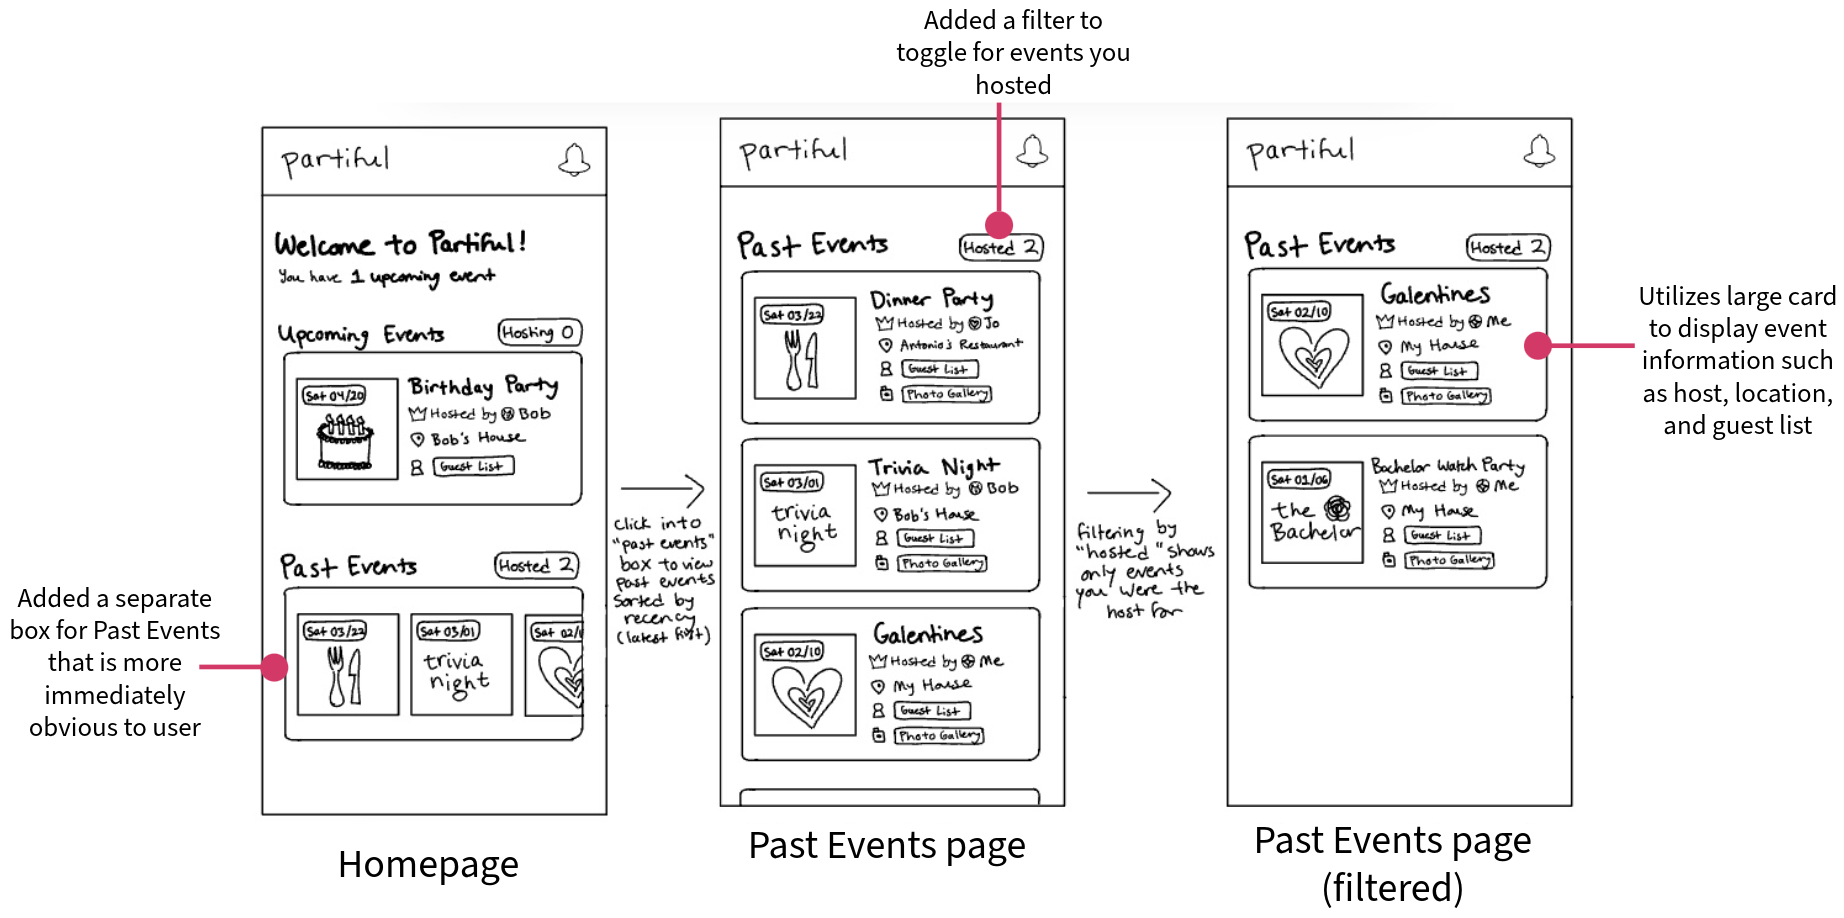 Added a filter to
toggle for events you
hosted
partiful
Welcome to Partiful!
You have 1 upcoming event
Upcoming Events
Hosting 0
Sat 04/20
Birthday Party
Hosted by Bob
Bob's House
Guest List
Past Events
Hosted 2
Sat 03/22
Sat 03/01
trivia
night
Sat 02/1
Added a separate
box for Past Events
that is more
immediately
obvious to user
Homepage
click into
"past events"
box to view
past events
sorted by
recency
(latest first)
partiful
Past Events
Hosted 2
Sat 03/22
Dinner Party
Hosted by Jo
Antonio's Restaurant
Guest List
Photo Gallery
Sat 03/01
trivia
night
Trivia Night
Hosted by Bob
Bob's House
Guest List
Photo Gallery
Sat 02/10
Galentines
Hosted by Me
My House
Guest List
Photo Gallery
Past Events page
filtering by
"hosted" shows
only events
you were the
host for
partiful
Past Events
Hosted 2
Sat 02/10
Galentines
Hosted by Me
My House
Guest List
Photo Gallery
Sat 01/06
the
Bachelor
Bachelor Watch Party
Hosted by Me
My House
Guest List
Photo Gallery
Past Events page
(filtered)
Utilizes large card
to display event
information such
as host, location,
and guest list